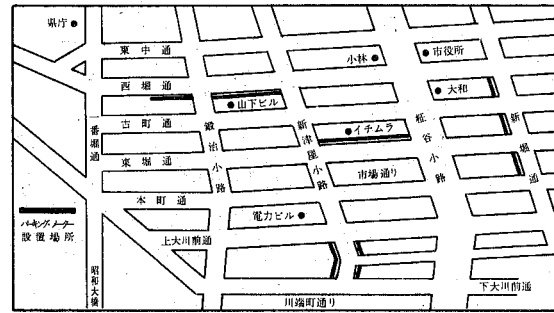 県庁
東中通
小林
市役所
西堀通
山下ビル
大和
一番堀通
古町通
鍛治小路
新津屋小路
イチムラ
糀谷小路
新堀通
東堀通
市場通り
本町通
電力ビル
パーキング・メーター
設置場所
上大川前通
昭和大橋
川端町通り
下大川前通